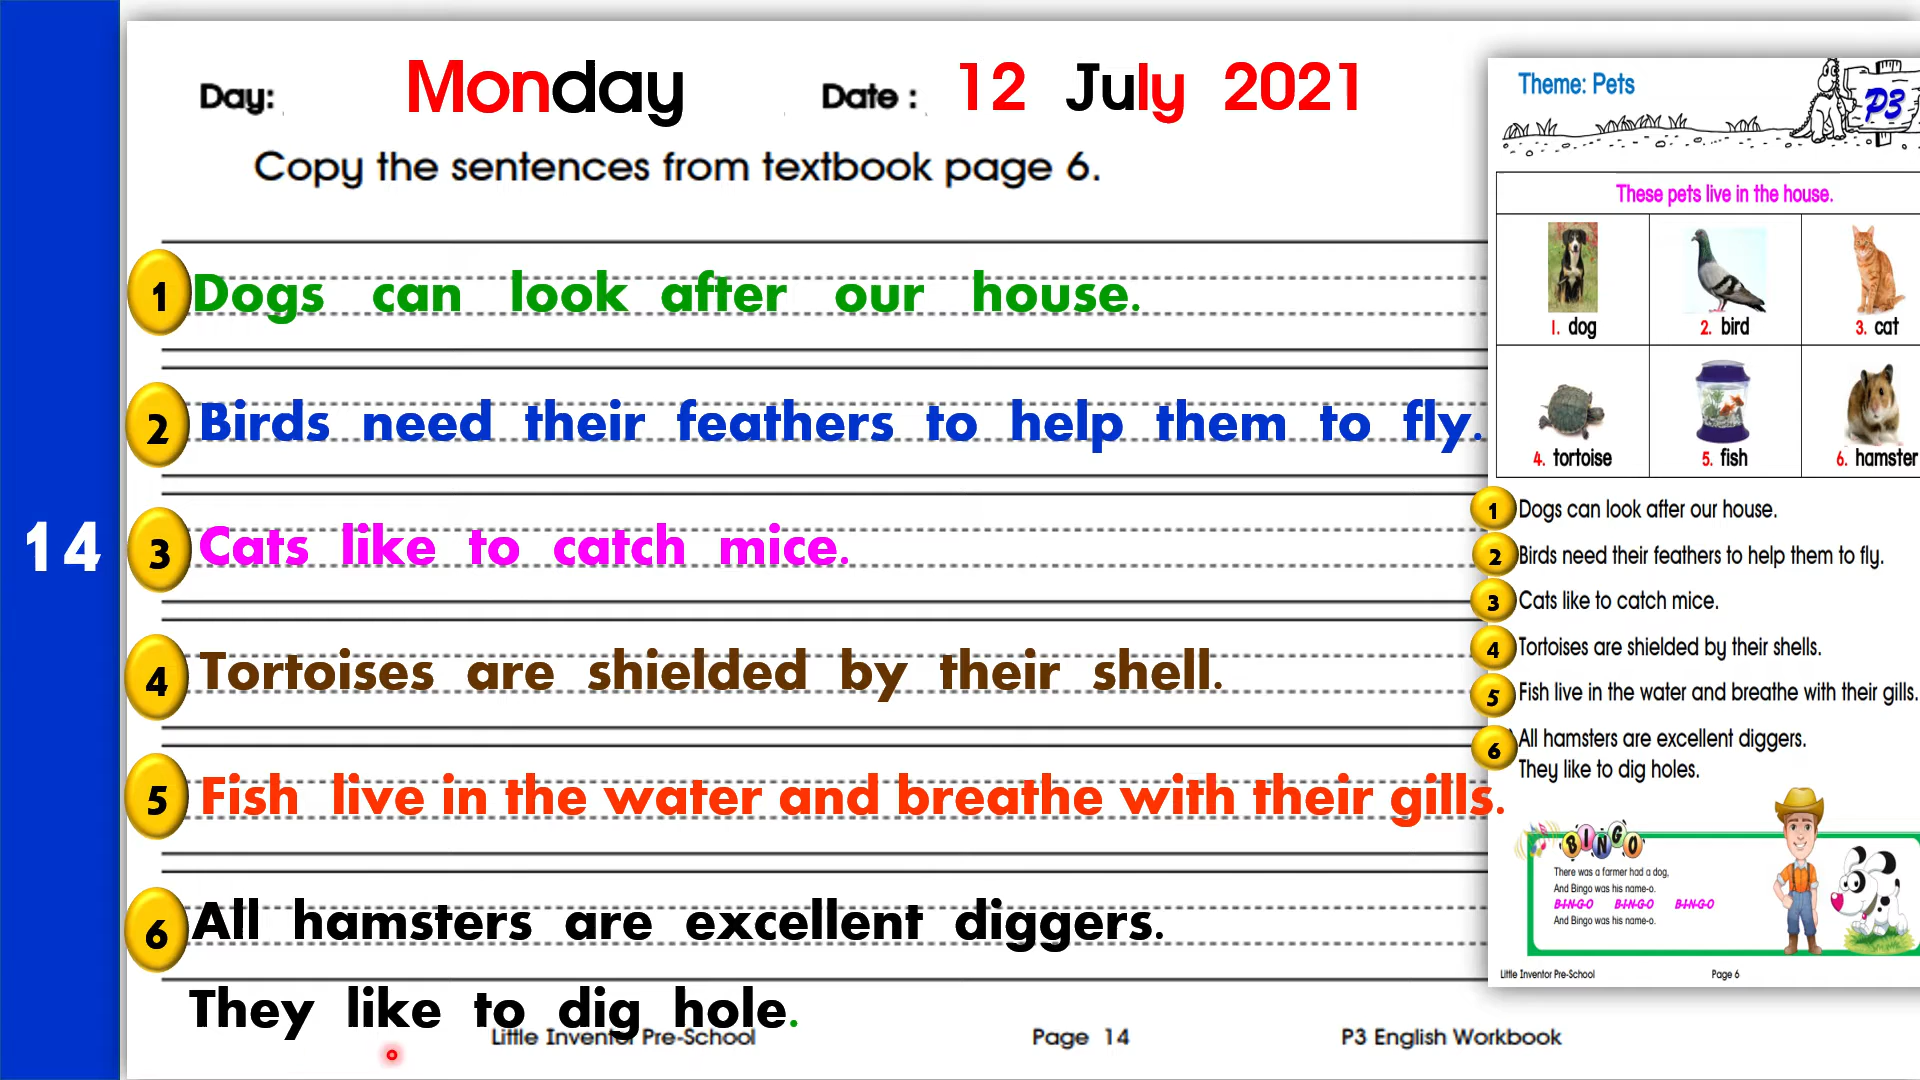 14
Day: Monday Date : 12 July 2021
Copy the sentences from textbook page 6.
1 Dogs can look after our house.
2 Birds need their feathers to help them to fly.
3 Cats like to catch mice.
4 Tortoises are shielded by their shell.
5 Fish live in the water and breathe with their gills.
6 All hamsters are excellent diggers.
They like to dig hole.
Little Inventor Pre-School Page 14 P3 English Workbook
Theme: Pets
P3
These pets live in the house.
1. dog 2. bird 3. cat
4. tortoise 5. fish 6. hamster
1 Dogs can look after our house.
2 Birds need their feathers to help them to fly.
3 Cats like to catch mice.
4 Tortoises are shielded by their shells.
5 Fish live in the water and breathe with their gills.
6 All hamsters are excellent diggers.
They like to dig holes.
BINGO
There was a farmer had a dog,
And Bingo was his name-o.
B-I-N-G-O B-I-N-G-O B-I-N-G-O
And Bingo was his name-o.
Little Inventor Pre-School Page 6